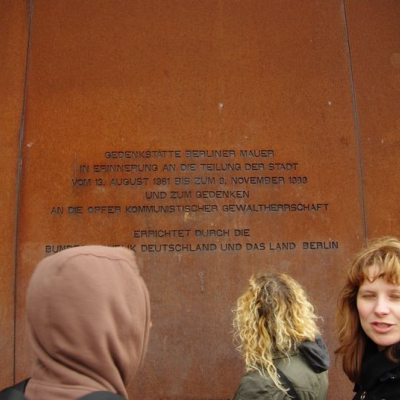 GEDENKSTÄTTE BERLINER MAUER
IN ERINNERUNG AN DIE TEILUNG DER STADT
VOM 13. AUGUST 1961 BIS ZUM 9. NOVEMBER 1989
UND ZUM GEDENKEN
AN DIE OPFER KOMMUNISTISCHER GEWALTHERRSCHAFT
ERRICHTET DURCH DIE
DEUTSCHLAND UND DAS LAND BERLIN